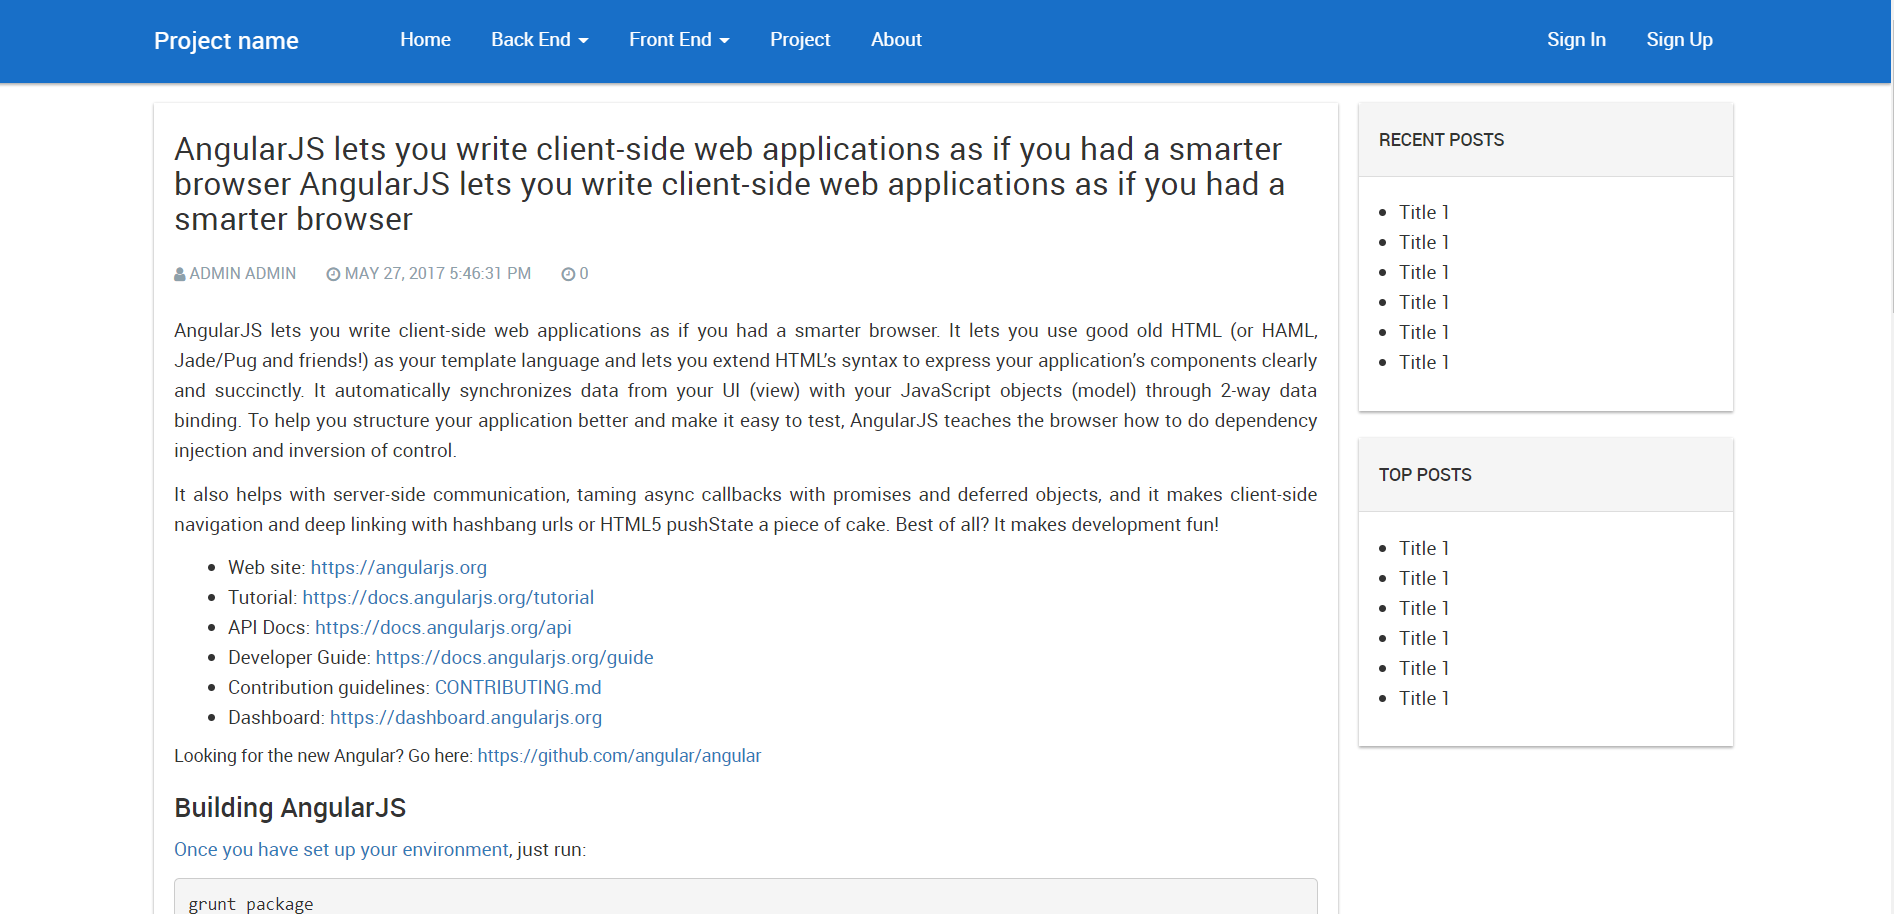 Project name Home Back End Front End Project About Sign In Sign Up
AngularJS lets you write client-side web applications as if you had a smarter
browser AngularJS lets you write client-side web applications as if you had a
smarter browser
ADMIN ADMIN MAY 27, 2017 5:46:31 PM 0
AngularJS lets you write client-side web applications as if you had a smarter browser. It lets you use good old HTML (or HAML,
Jade/Pug and friends!) as your template language and lets you extend HTML’s syntax to express your application’s components clearly
and succinctly. It automatically synchronizes data from your UI (view) with your JavaScript objects (model) through 2-way data
binding. To help you structure your application better and make it easy to test, AngularJS teaches the browser how to do dependency
injection and inversion of control.
It also helps with server-side communication, taming async callbacks with promises and deferred objects, and it makes client-side
navigation and deep linking with hashbang urls or HTML5 pushState a piece of cake. Best of all? It makes development fun!
Web site: https://angularjs.org
Tutorial: https://docs.angularjs.org/tutorial
API Docs: https://docs.angularjs.org/api
Developer Guide: https://docs.angularjs.org/guide
Contribution guidelines: CONTRIBUTING.md
Dashboard: https://dashboard.angularjs.org
Looking for the new Angular? Go here: https://github.com/angular/angular
Building AngularJS
Once you have set up your environment, just run:
grunt package
RECENT POSTS
Title 1
Title 1
Title 1
Title 1
Title 1
Title 1
TOP POSTS
Title 1
Title 1
Title 1
Title 1
Title 1
Title 1